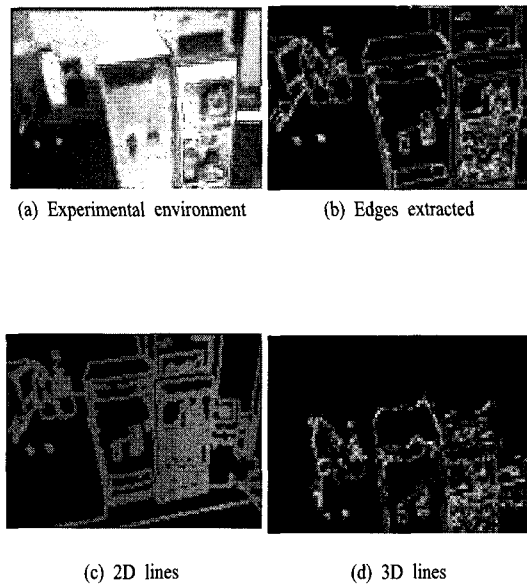 (a) Experimental environment
(b) Edges extracted
(c) 2D lines
(d) 3D lines